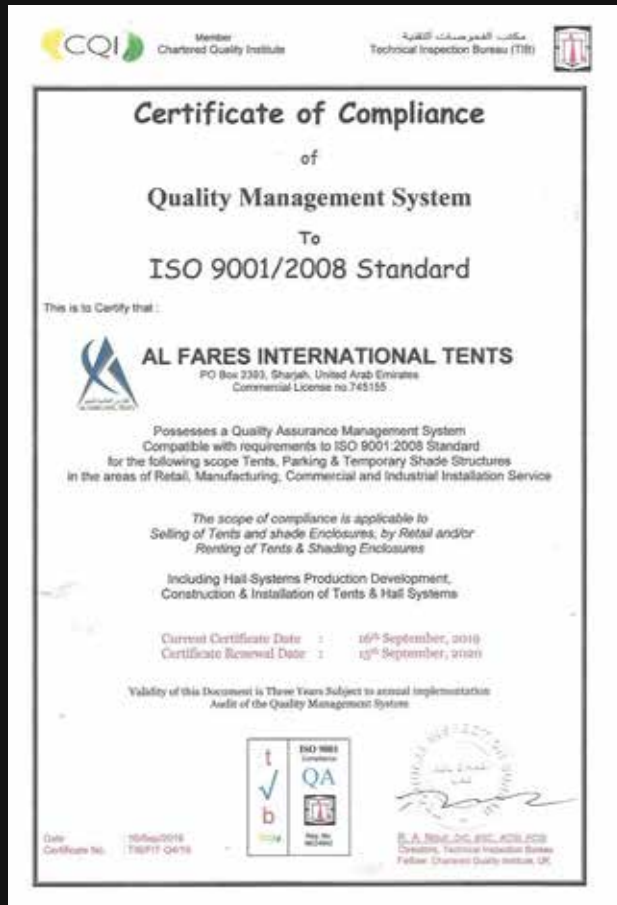 CQI
Member
Chartered Quality Institute
مكتب الفحوصات التقنية
Technical Inspection Bureau (TIB)
Certificate of Compliance
of
Quality Management System
To
ISO 9001/2008 Standard
This is to Certify that :
AL FARES INTERNATIONAL TENTS
PO Box 2393, Sharjah, United Arab Emirates
Commercial License no.745155
Possesses a Quality Assurance Management System
Compatible with requirements to ISO 9001:2008 Standard
for the following scope Tents, Parking & Temporary Shade Structures
in the areas of Retail, Manufacturing, Commercial and Industrial Installation Service
The scope of compliance is applicable to
Selling of Tents and shade Enclosures, by Retail and/or
Renting of Tents & Shading Enclosures
Including Hall-Systems Production Development,
Construction & Installation of Tents & Hall Systems
Current Certificate Date : 16th September, 2019
Certificate Renewal Date : 15th September, 2020
Validity of this Document is Three Years Subject to annual implementation
Audit of the Quality Management System
t
b
ISO 9001
Compliance
QA
Reg. No.
Date : 16/Sep/2019
Certificate No. :
R. A. Nour
Directors, Technical Inspection Bureau
Fellow: Chartered Quality Institute, UK